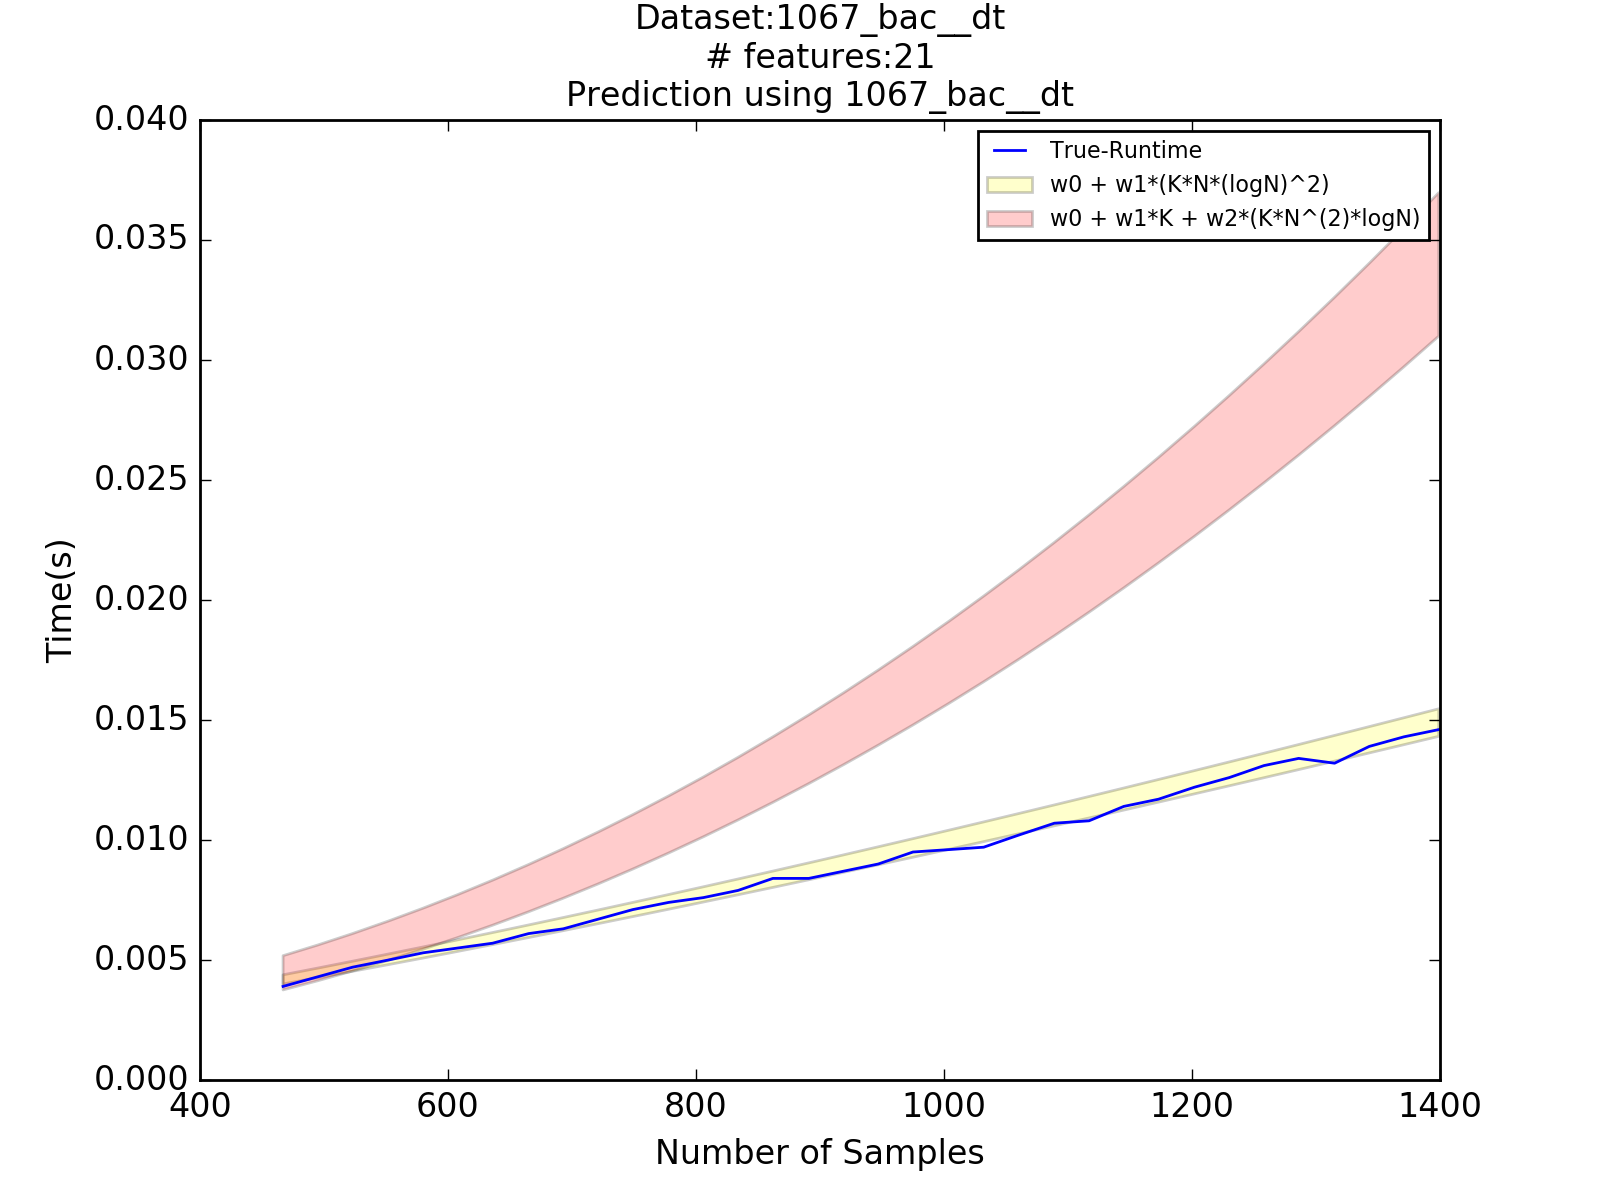 Dataset:1067_bac__dt
# features:21
Prediction using 1067_bac__dt
True-Runtime
w0 + w1*(K*N*(logN)^2)
w0 + w1*K + w2*(K*N^(2)*logN)
0.040
0.035
0.030
0.025
0.020
0.015
0.010
0.005
0.000
Time(s)
400 600 800 1000 1200 1400
Number of Samples